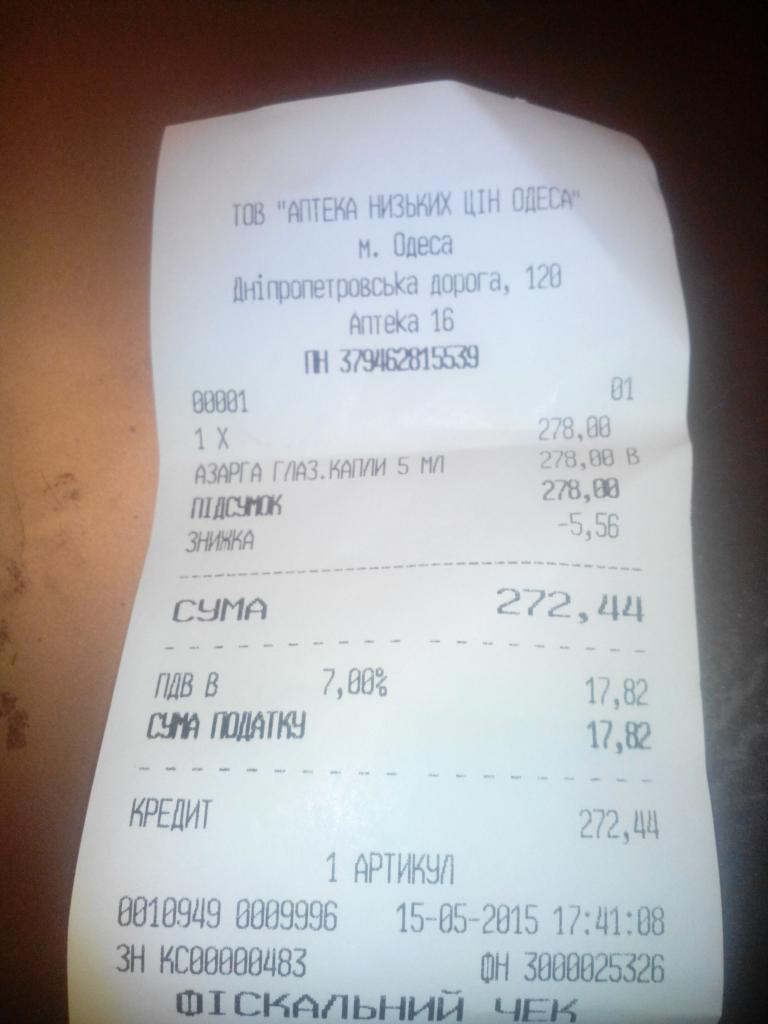 ТОВ "АПТЕКА НИЗЬКИХ ЦІН ОДЕСА"
м. Одеса
Дніпропетровська дорога, 120
Аптека 16
ПН 379462815539
00001 01
1 X 278,00
АЗАРГА ГЛАЗ.КАПЛИ 5 МЛ 278,00 В
ПІДСУМОК 278,00
ЗНИЖКА -5,56
СУМА 272,44
ПДВ В 7,00% 17,82
СУМА ПОДАТКУ 17,82
КРЕДИТ 272,44
1 АРТИКУЛ
0010949 0009996 15-05-2015 17:41:08
ЗН КС00000483 ФН 3000025326
ФІСКАЛЬНИЙ ЧЕК